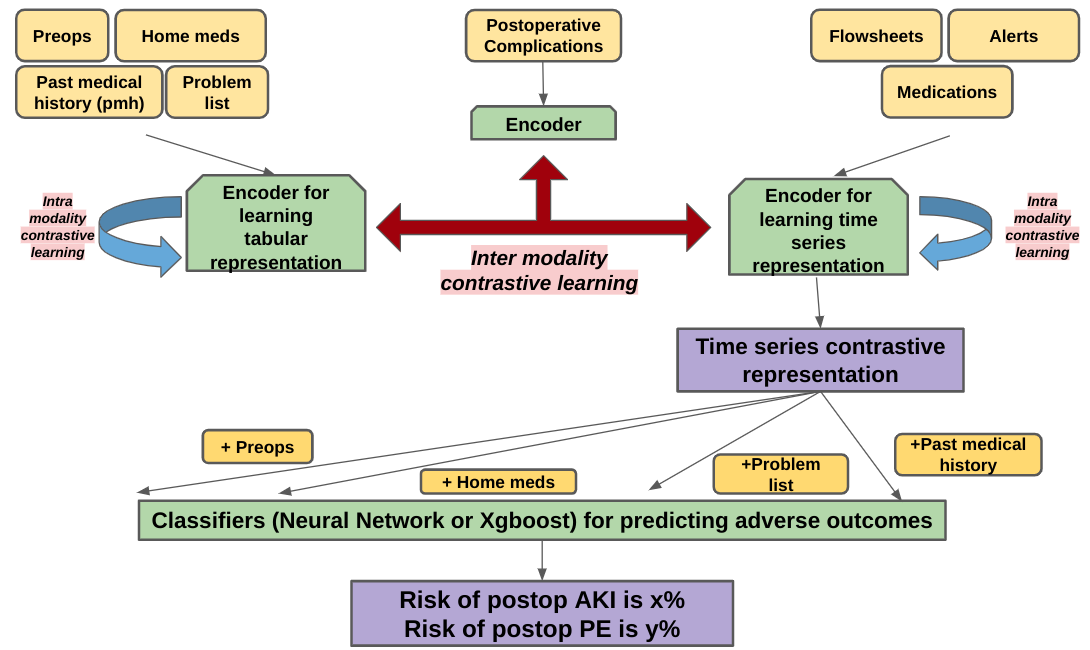 Preops
Home meds
Past medical
history (pmh)
Problem
list
Postoperative
Complications
Encoder
Flowsheets
Alerts
Medications
Intra
modality
contrastive
learning
Encoder for
learning
tabular
representation
Inter modality
contrastive learning
Encoder for
learning time
series
representation
Intra
modality
contrastive
learning
Time series contrastive
representation
+ Preops
+ Home meds
+Problem
list
+Past medical
history
Classifiers (Neural Network or Xgboost) for predicting adverse outcomes
Risk of postop AKI is x%
Risk of postop PE is y%